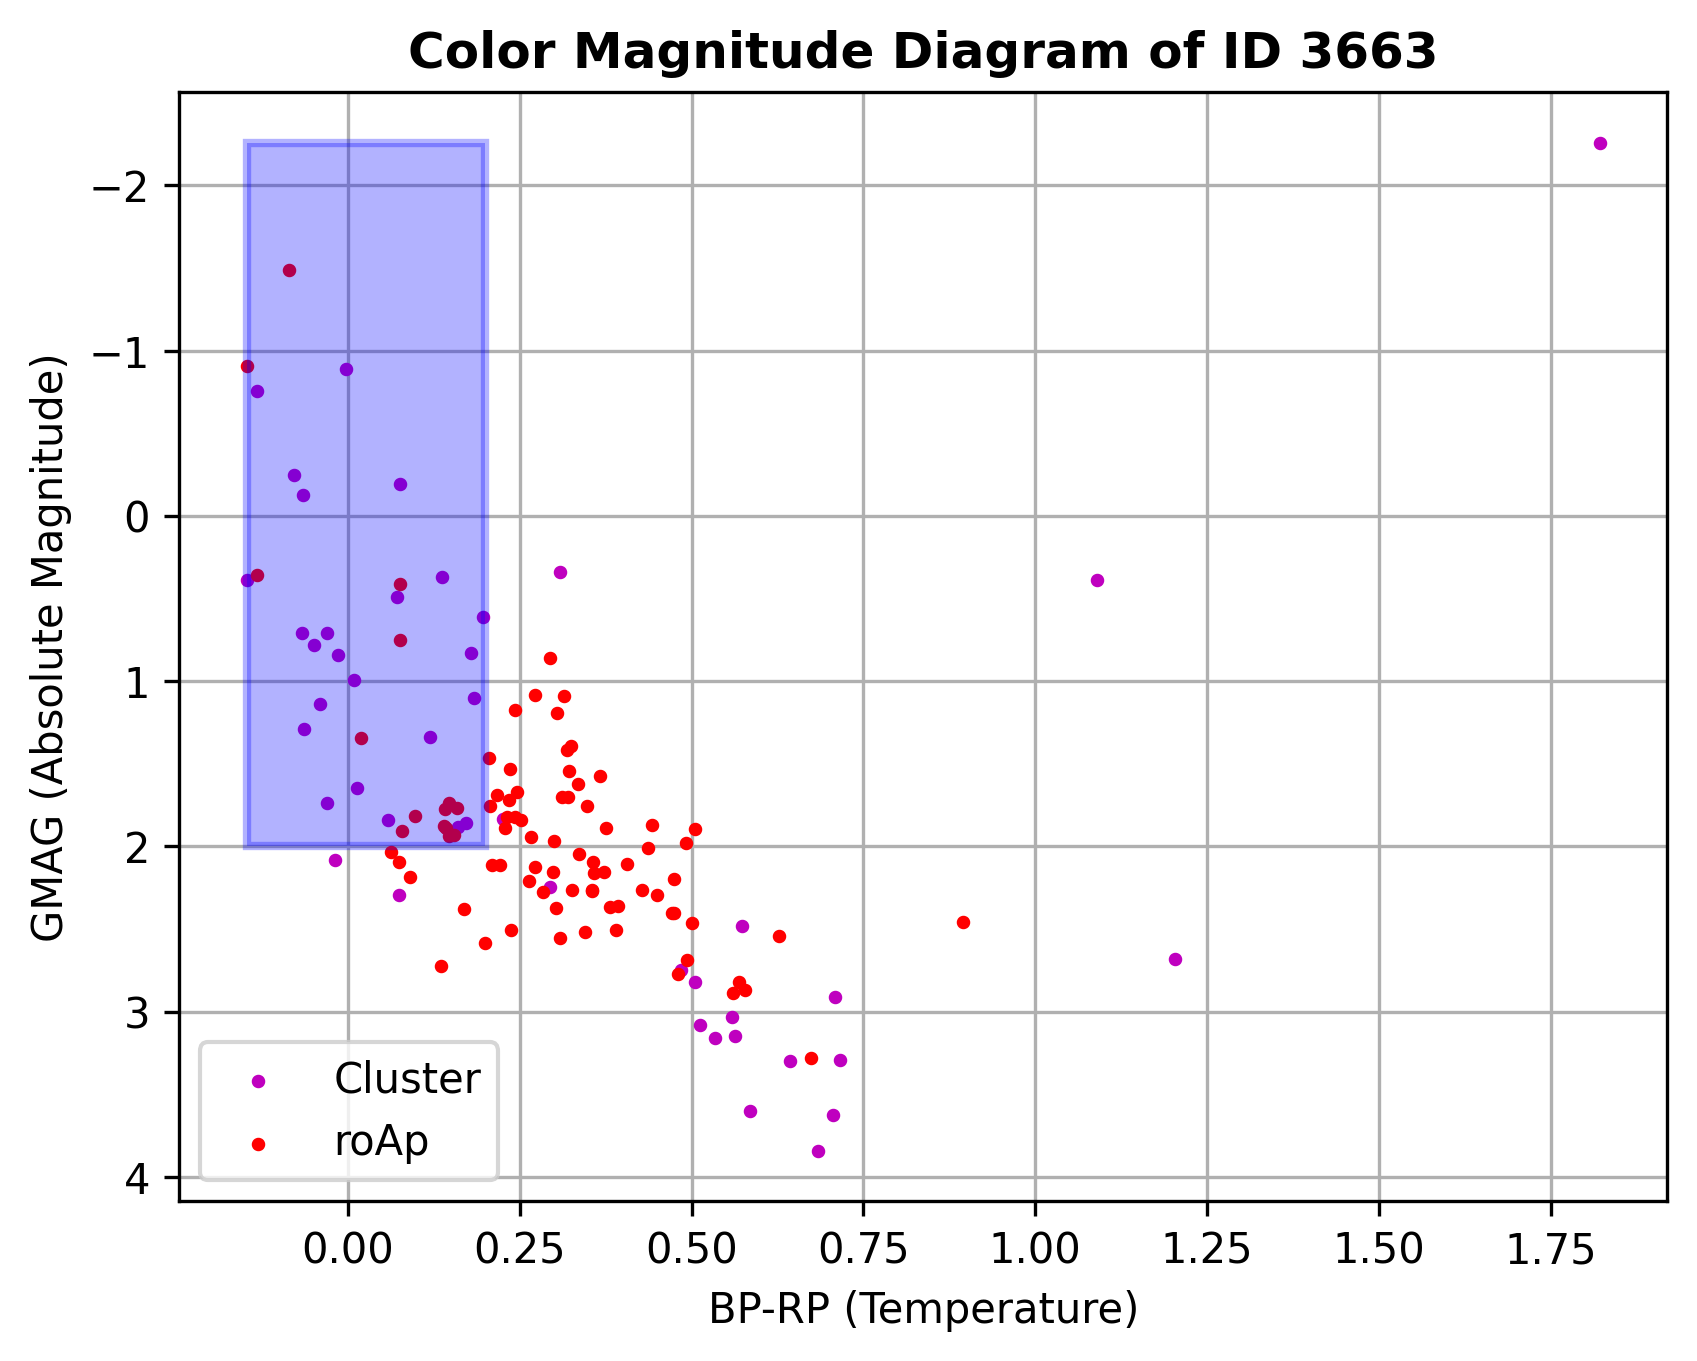 Color Magnitude Diagram of ID 3663
GMAG (Absolute Magnitude)
−2
−1
0
1
2
3
4
Cluster
roAp
0.00 0.25 0.50 0.75 1.00 1.25 1.50 1.75
BP-RP (Temperature)